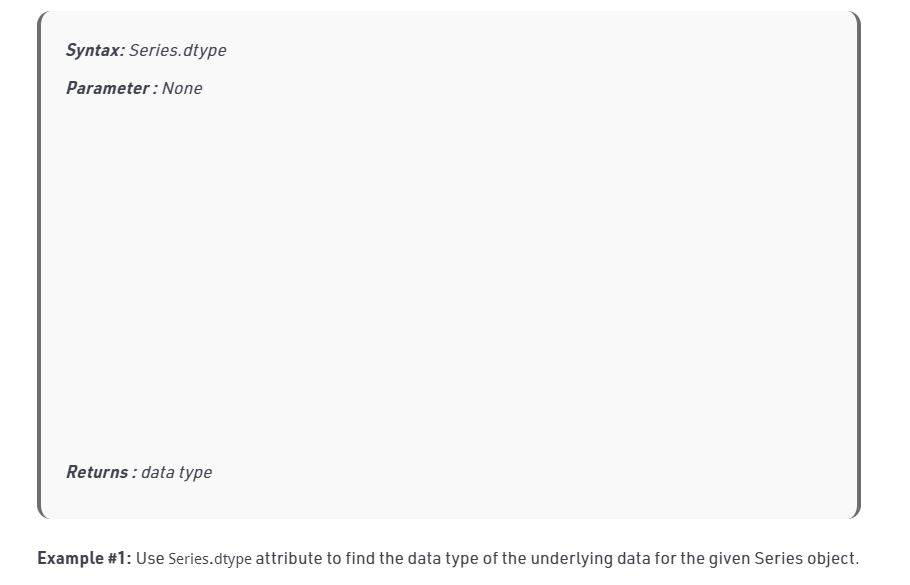 Syntax: Series.dtype
Parameter : None
Returns : data type
Example #1: Use Series.dtype attribute to find the data type of the underlying data for the given Series object.